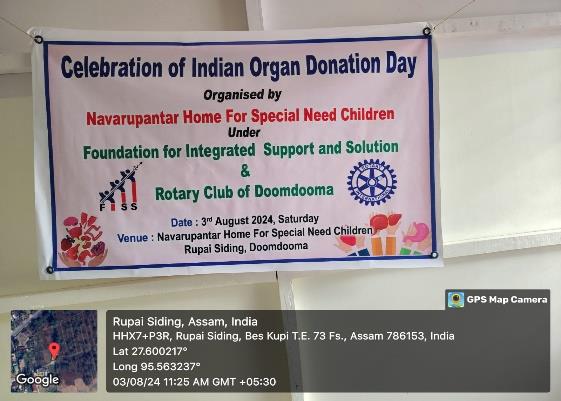 Celebration of Indian Organ Donation Day
Organised by
Navarupantar Home For Special Need Children
Under
Foundation for Integrated Support and Solution
&
Rotary Club of Doomdooma
FISS
Date : 3rd August 2024, Saturday
Venue : Navarupantar Home For Special Need Children
Rupai Siding, Doomdooma
GPS Map Camera
Rupai Siding, Assam, India
HHX7+P3R, Rupai Siding, Bes Kupi T.E. 73 Fs., Assam 786153, India
Lat 27.600217°
Long 95.563237°
03/08/24 11:25 AM GMT +05:30
Google